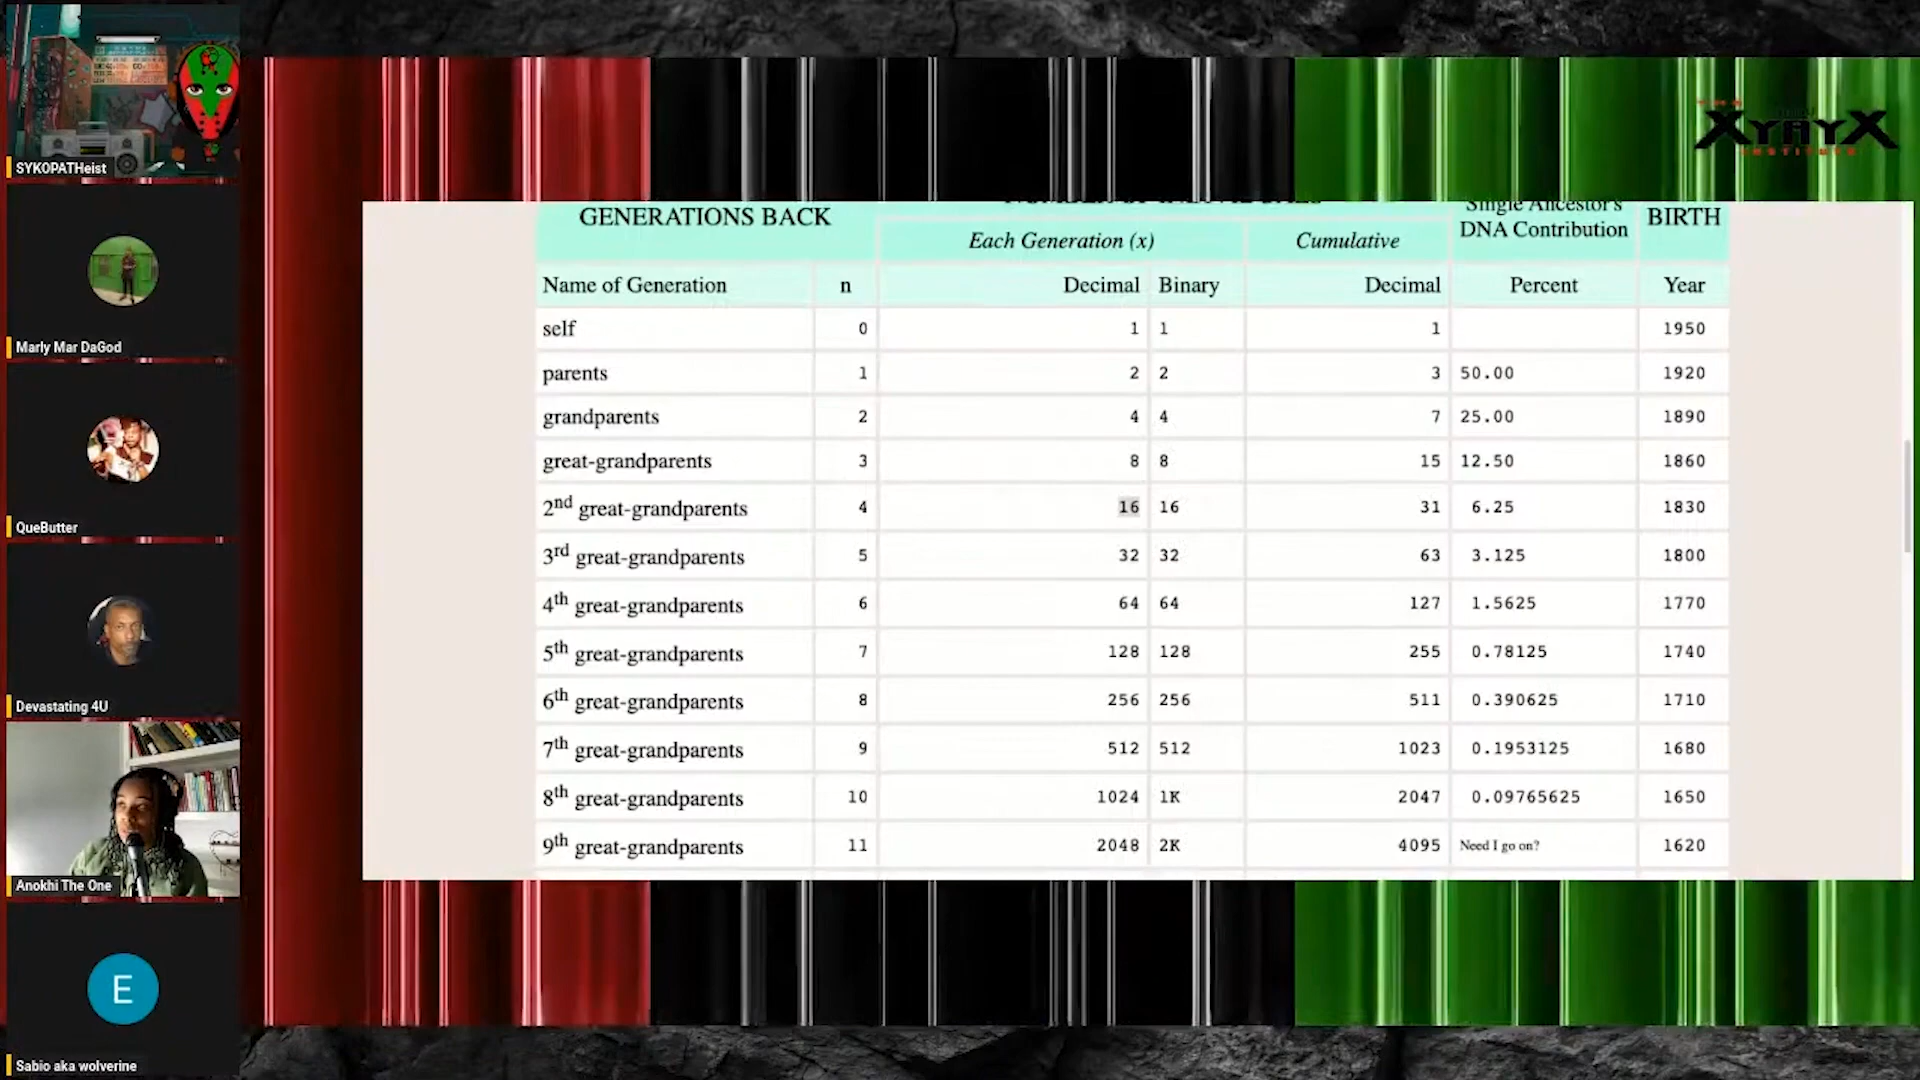 SYKOPATHeist
Marly Mar DaGod
QueButter
Devastating 4U
Anokhi The One
E
Sabio aka wolverine
XYAYX
INSTITUTE
GENERATIONS BACK
Single Ancestor's
DNA Contribution
BIRTH
Each Generation (x)
Cumulative
Name of Generation n Decimal Binary Decimal Percent Year
self 0 1 1 1 1950
parents 1 2 2 3 50.00 1920
grandparents 2 4 4 7 25.00 1890
great-grandparents 3 8 8 15 12.50 1860
2nd great-grandparents 4 16 16 31 6.25 1830
3rd great-grandparents 5 32 32 63 3.125 1800
4th great-grandparents 6 64 64 127 1.5625 1770
5th great-grandparents 7 128 128 255 0.78125 1740
6th great-grandparents 8 256 256 511 0.390625 1710
7th great-grandparents 9 512 512 1023 0.1953125 1680
8th great-grandparents 10 1024 1K 2047 0.09765625 1650
9th great-grandparents 11 2048 2K 4095 Need I go on? 1620